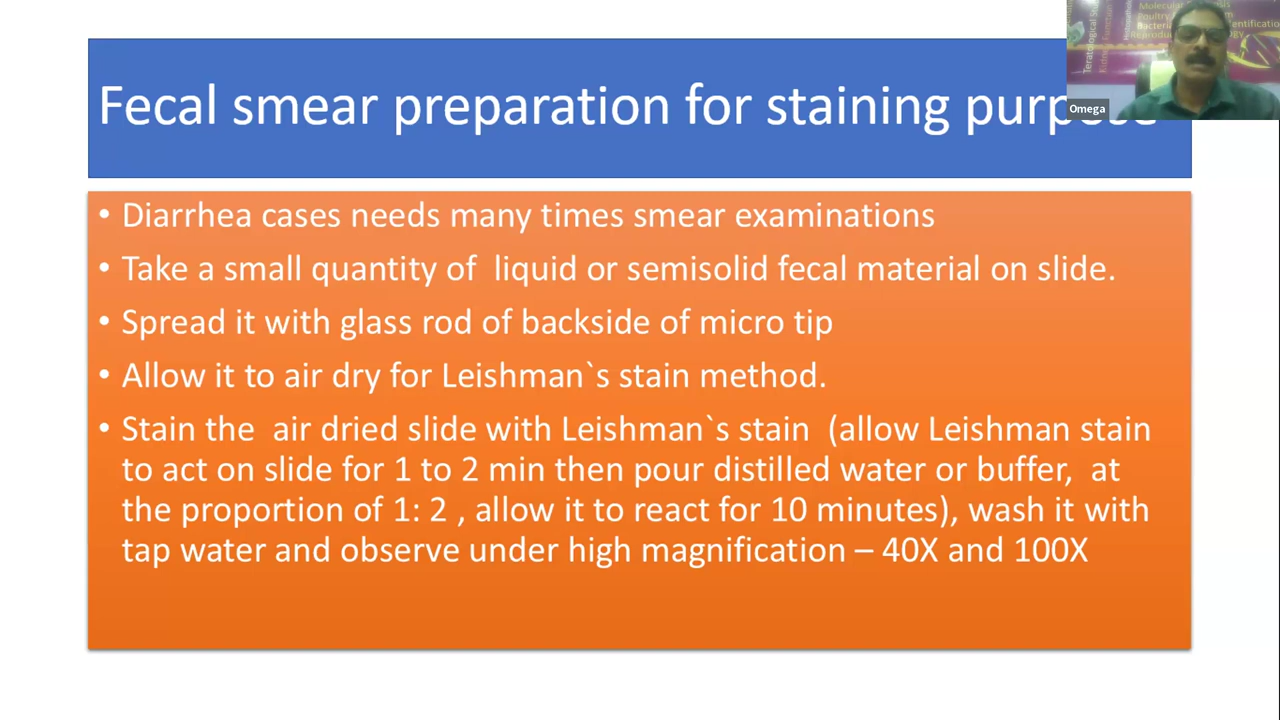 Fecal smear preparation for staining purpose
Omega
Molecular
Poultry
Bacteria
entification
Teratological
• Diarrhea cases needs many times smear examinations
• Take a small quantity of  liquid or semisolid fecal material on slide.
• Spread it with glass rod of backside of micro tip
• Allow it to air dry for Leishman`s stain method.
• Stain the  air dried slide with Leishman`s stain  (allow Leishman stain
to act on slide for 1 to 2 min then pour distilled water or buffer,  at
the proportion of 1: 2 , allow it to react for 10 minutes), wash it with
tap water and observe under high magnification – 40X and 100X